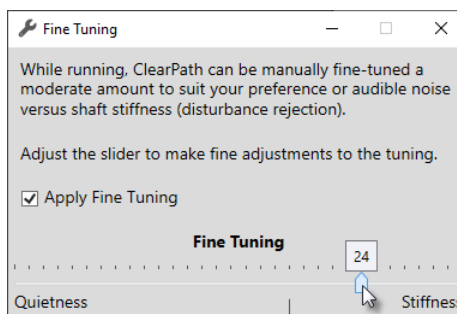 Fine Tuning
While running, ClearPath can be manually fine-tuned a
moderate amount to suit your preference or audible noise
versus shaft stiffness (disturbance rejection).
Adjust the slider to make fine adjustments to the tuning.
Apply Fine Tuning
Fine Tuning
24
Quietness Stiffness